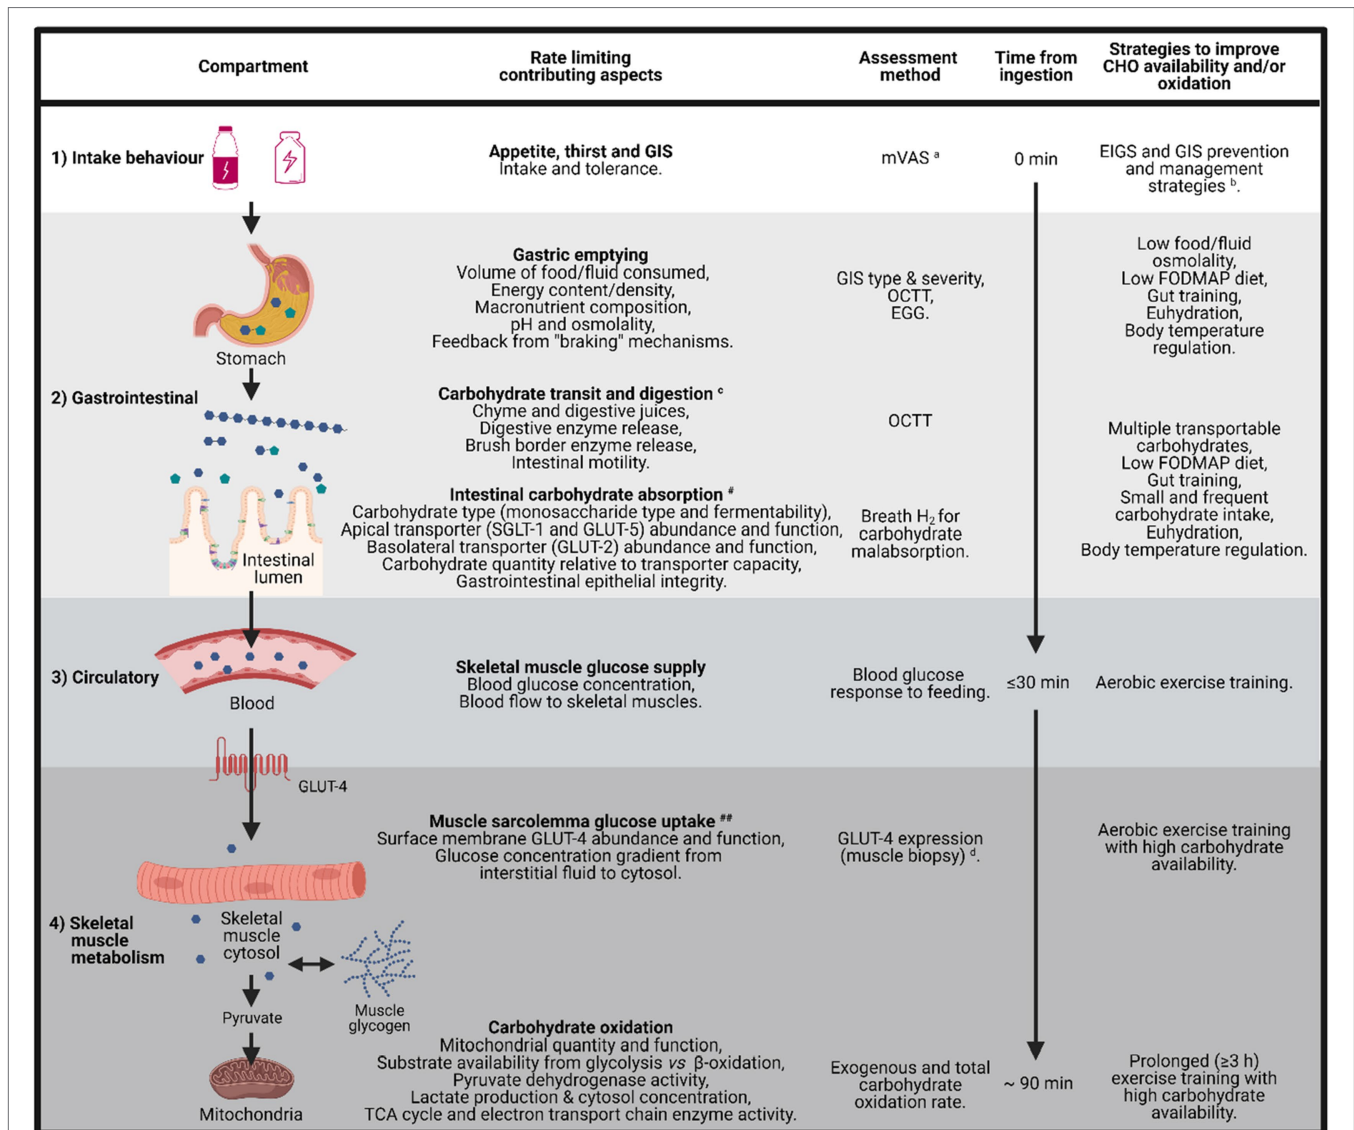 Compartment
Rate limiting
contributing aspects
Assessment
method
Time from
ingestion
Strategies to improve
CHO availability and/or
oxidation
1) Intake behaviour
Appetite, thirst and GIS
Intake and tolerance.
mVAS a
0 min
EIGS and GIS prevention
and management
strategies b.
2) Gastrointestinal
Stomach
Gastric emptying
Volume of food/fluid consumed,
Energy content/density,
Macronutrient composition,
pH and osmolality,
Feedback from "braking" mechanisms.
GIS type & severity,
OCTT,
EGG.
Low food/fluid
osmolality,
Low FODMAP diet,
Gut training,
Euhydration,
Body temperature
regulation.
Carbohydrate transit and digestion c
Chyme and digestive juices,
Digestive enzyme release,
Brush border enzyme release,
Intestinal motility.
OCTT
Intestinal
lumen
Intestinal carbohydrate absorption #
Carbohydrate type (monosaccharide type and fermentability),
Apical transporter (SGLT-1 and GLUT-5) abundance and function,
Basolateral transporter (GLUT-2) abundance and function,
Carbohydrate quantity relative to transporter capacity,
Gastrointestinal epithelial integrity.
Breath H2 for
carbohydrate
malabsorption.
Multiple transportable
carbohydrates,
Low FODMAP diet,
Gut training,
Small and frequent
carbohydrate intake,
Euhydration,
Body temperature regulation.
3) Circulatory
Blood
Skeletal muscle glucose supply
Blood glucose concentration,
Blood flow to skeletal muscles.
Blood glucose
response to feeding.
≤30 min
Aerobic exercise training.
GLUT-4
4) Skeletal
muscle
metabolism
Muscle sarcolemma glucose uptake ##
Surface membrane GLUT-4 abundance and function,
Glucose concentration gradient from
interstitial fluid to cytosol.
GLUT-4 expression
(muscle biopsy) d.
Aerobic exercise training
with high carbohydrate
availability.
Skeletal
muscle
cytosol
Muscle
glycogen
Pyruvate
Mitochondria
Carbohydrate oxidation
Mitochondrial quantity and function,
Substrate availability from glycolysis vs β-oxidation,
Pyruvate dehydrogenase activity,
Lactate production & cytosol concentration,
TCA cycle and electron transport chain enzyme activity.
Exogenous and total
carbohydrate
oxidation rate.
~ 90 min
Prolonged (≥3 h)
exercise training with
high carbohydrate
availability.